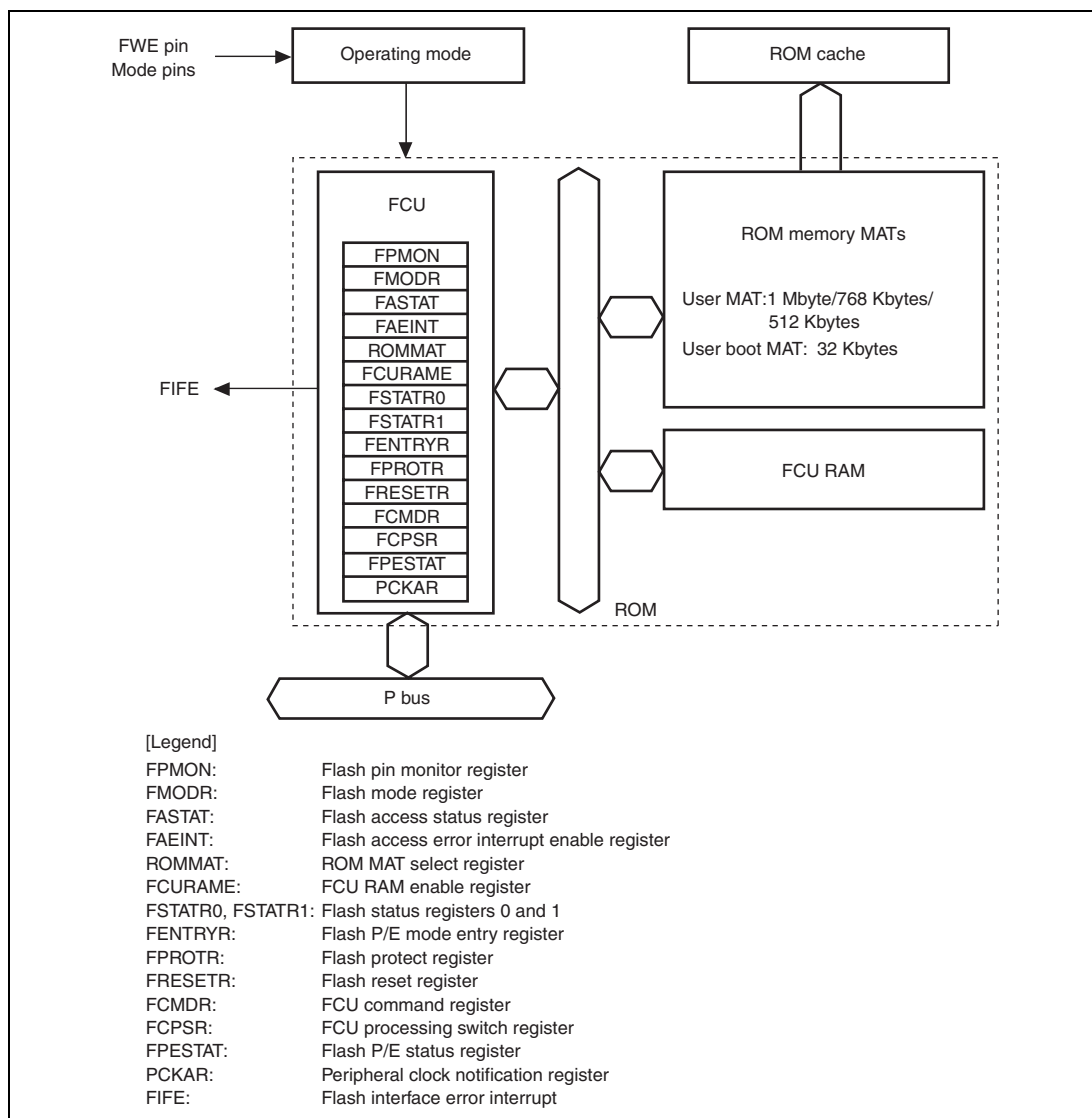 FWE pin
Mode pins
Operating mode
ROM cache
FCU
FPMON
FMODR
FASTAT
FAEINT
ROMMAT
FCURAME
FSTATR0
FSTATR1
FENTRYR
FPROTR
FRESETR
FCMDR
FCPSR
FPESTAT
PCKAR
FIFE
ROM memory MATs
User MAT:1 Mbyte/768 Kbytes/
512 Kbytes
User boot MAT: 32 Kbytes
FCU RAM
ROM
P bus
[Legend]
FPMON: Flash pin monitor register
FMODR: Flash mode register
FASTAT: Flash access status register
FAEINT: Flash access error interrupt enable register
ROMMAT: ROM MAT select register
FCURAME: FCU RAM enable register
FSTATR0, FSTATR1: Flash status registers 0 and 1
FENTRYR: Flash P/E mode entry register
FPROTR: Flash protect register
FRESETR: Flash reset register
FCMDR: FCU command register
FCPSR: FCU processing switch register
FPESTAT: Flash P/E status register
PCKAR: Peripheral clock notification register
FIFE: Flash interface error interrupt